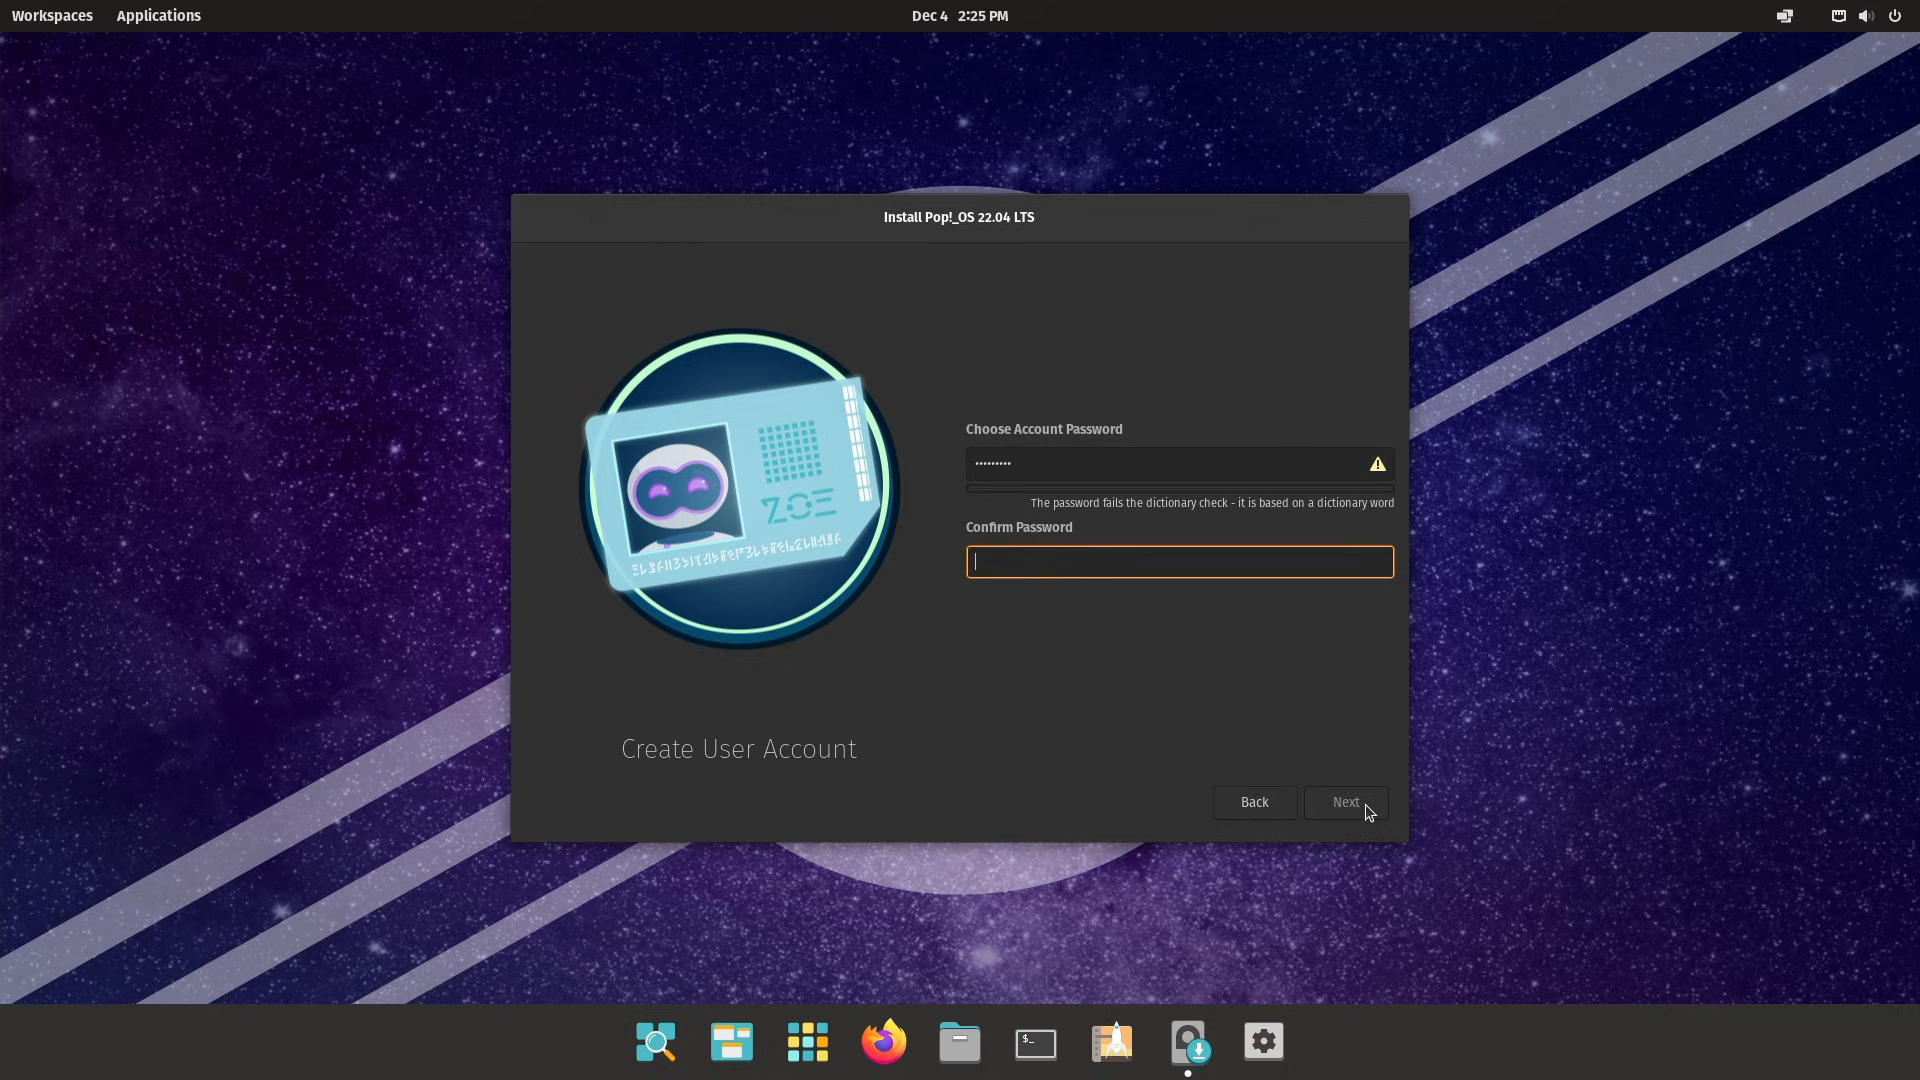 Workspaces Applications Dec 4 2:25 PM
Install Pop!_OS 22.04 LTS
Choose Account Password
•••••••••
The password fails the dictionary check - it is based on a dictionary word
Confirm Password
ZOE
Create User Account
Back Next
$_